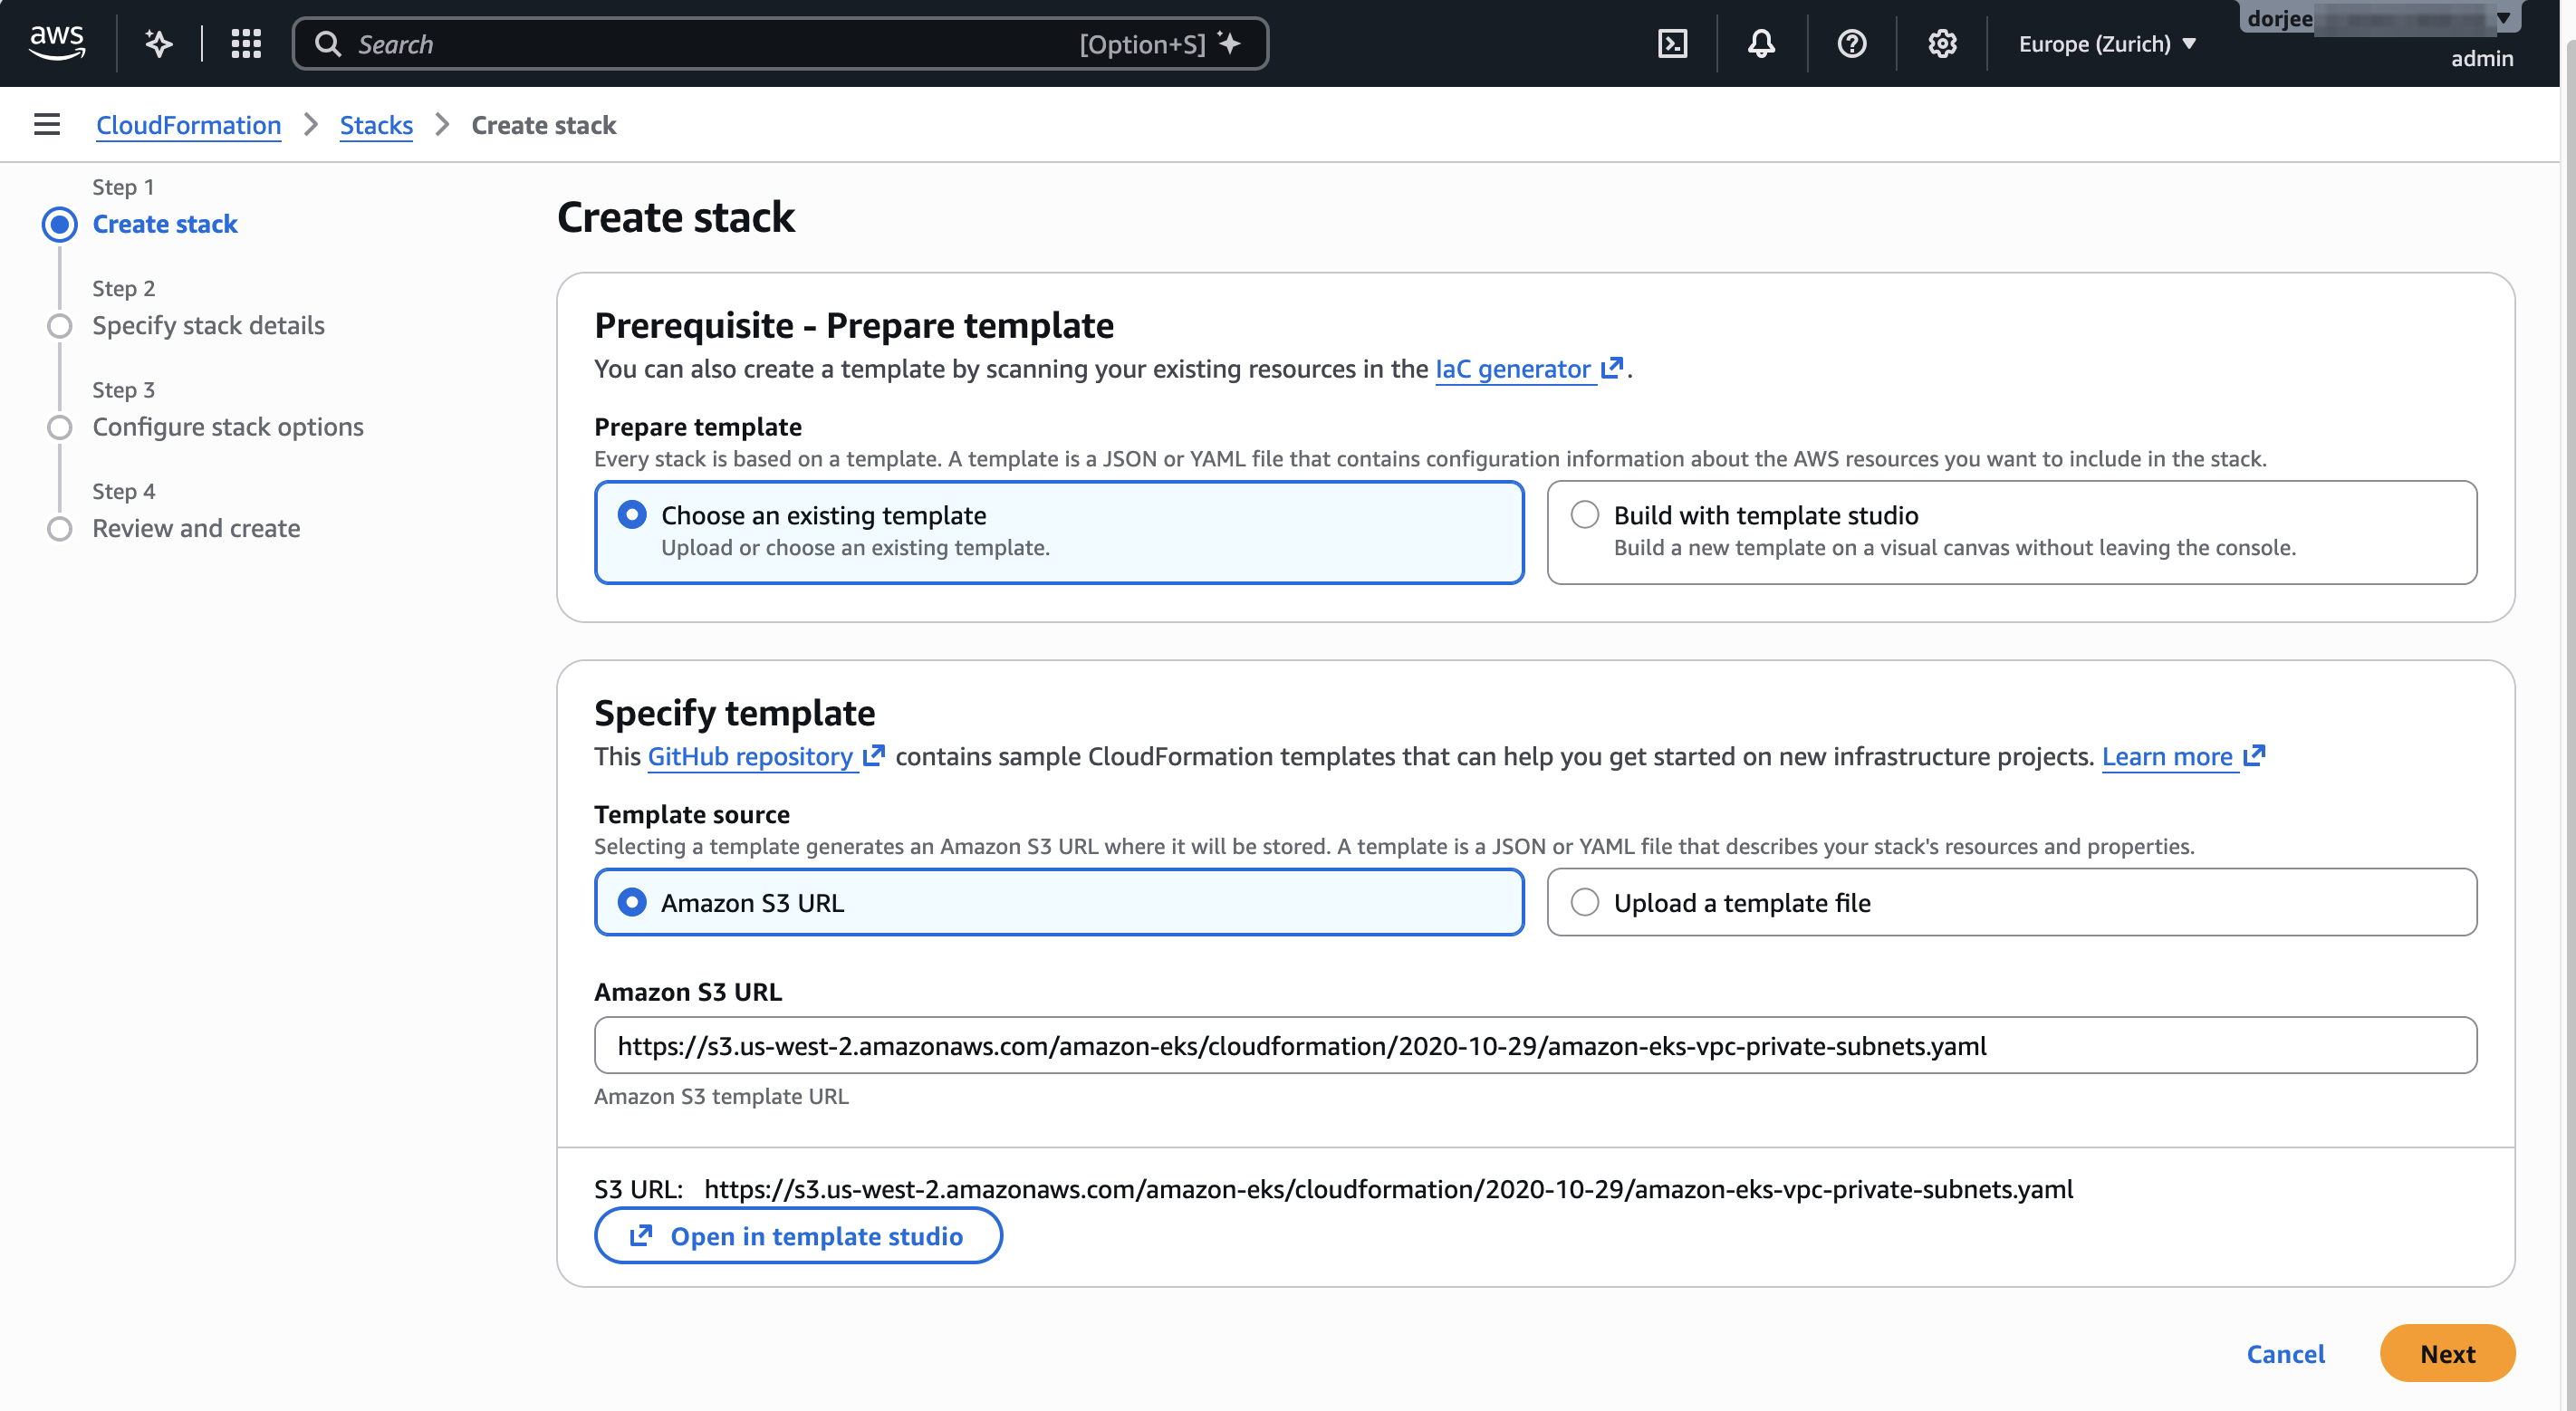 aws
Search
[Option+S]
Europe (Zurich)
dorjee
admin
CloudFormation
Stacks
Create stack
Step 1
Create stack
Step 2
Specify stack details
Step 3
Configure stack options
Step 4
Review and create
Create stack
Prerequisite - Prepare template
You can also create a template by scanning your existing resources in the IaC generator.
Prepare template
Every stack is based on a template. A template is a JSON or YAML file that contains configuration information about the AWS resources you want to include in the stack.
Choose an existing template
Upload or choose an existing template.
Build with template studio
Build a new template on a visual canvas without leaving the console.
Specify template
This GitHub repository contains sample CloudFormation templates that can help you get started on new infrastructure projects. Learn more
Template source
Selecting a template generates an Amazon S3 URL where it will be stored. A template is a JSON or YAML file that describes your stack's resources and properties.
Amazon S3 URL
Upload a template file
Amazon S3 URL
https://s3.us-west-2.amazonaws.com/amazon-eks/cloudformation/2020-10-29/amazon-eks-vpc-private-subnets.yaml
Amazon S3 template URL
S3 URL: https://s3.us-west-2.amazonaws.com/amazon-eks/cloudformation/2020-10-29/amazon-eks-vpc-private-subnets.yaml
Open in template studio
Cancel
Next